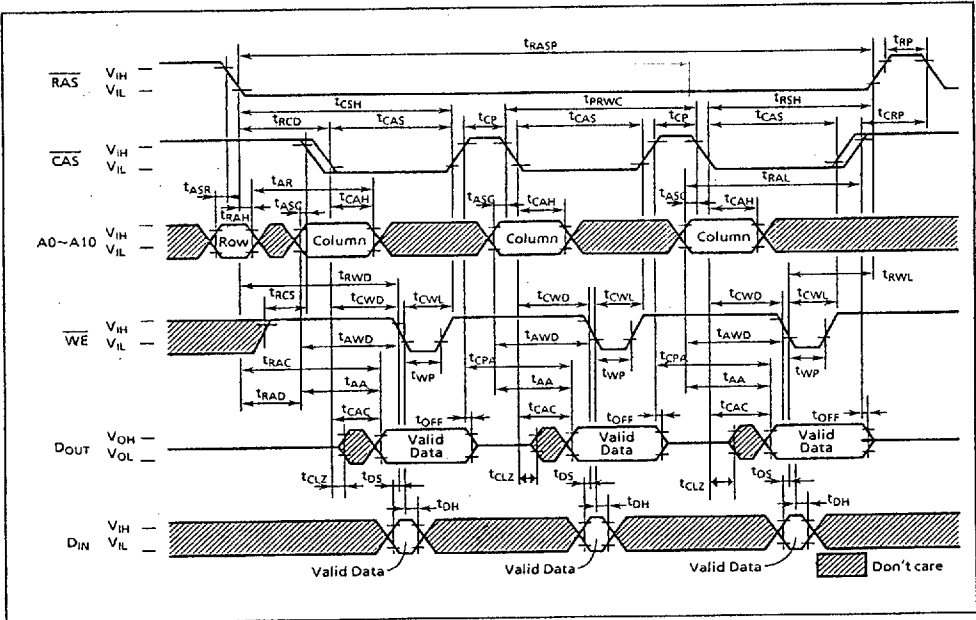 tRASP
tRP
RAS
VIH
VIL
tCSH
tPRWC
tRSH
tRCD
tCAS
tCP
tCAS
tCP
tCAS
tCRP
CAS
VIH
VIL
tASR
tAR
tRAL
tRAH
tASC
tCAH
tASC
tCAH
tASC
tCAH
A0~A10
VIH
VIL
Row
Column
Column
Column
tRWD
tRWL
tRCS
tCWD
tCWL
tCWD
tCWL
tCWD
tCWL
WE
VIH
VIL
tAWD
tAWD
tAWD
tRAC
tWP
tCPA
tWP
tCPA
tWP
tRAD
tAA
tAA
tAA
tCAC
tOFF
tCAC
tOFF
tCAC
tOFF
DOUT
VOH
VOL
Valid Data
Valid Data
Valid Data
tCLZ
tDS
tCLZ
tDS
tCLZ
tDS
tDH
tDH
tDH
DIN
VIH
VIL
Valid Data
Valid Data
Valid Data
Don't care